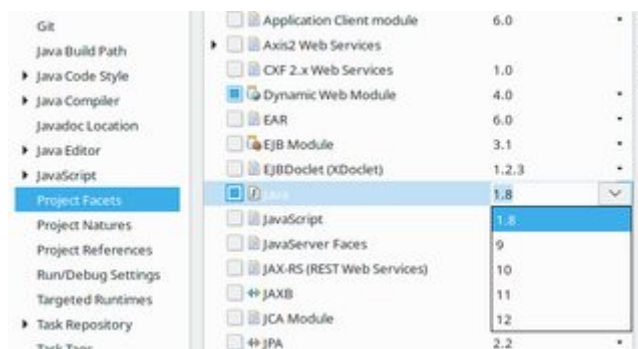 Git
Java Build Path
Java Code Style
Java Compiler
Javadoc Location
Java Editor
JavaScript
Project Facets
Project Natures
Project References
Run/Debug Settings
Targeted Runtimes
Task Repository
Task Tags
Application Client module 6.0
Axis2 Web Services
CXF 2.x Web Services 1.0
Dynamic Web Module 4.0
EAR 6.0
EJB Module 3.1
EJBDoclet (XDoclet) 1.2.3
Java 1.8
JavaScript
JavaServer Faces
JAX-RS (REST Web Services)
JAXB
JCA Module
JPA 2.2
1.8
9
10
11
12